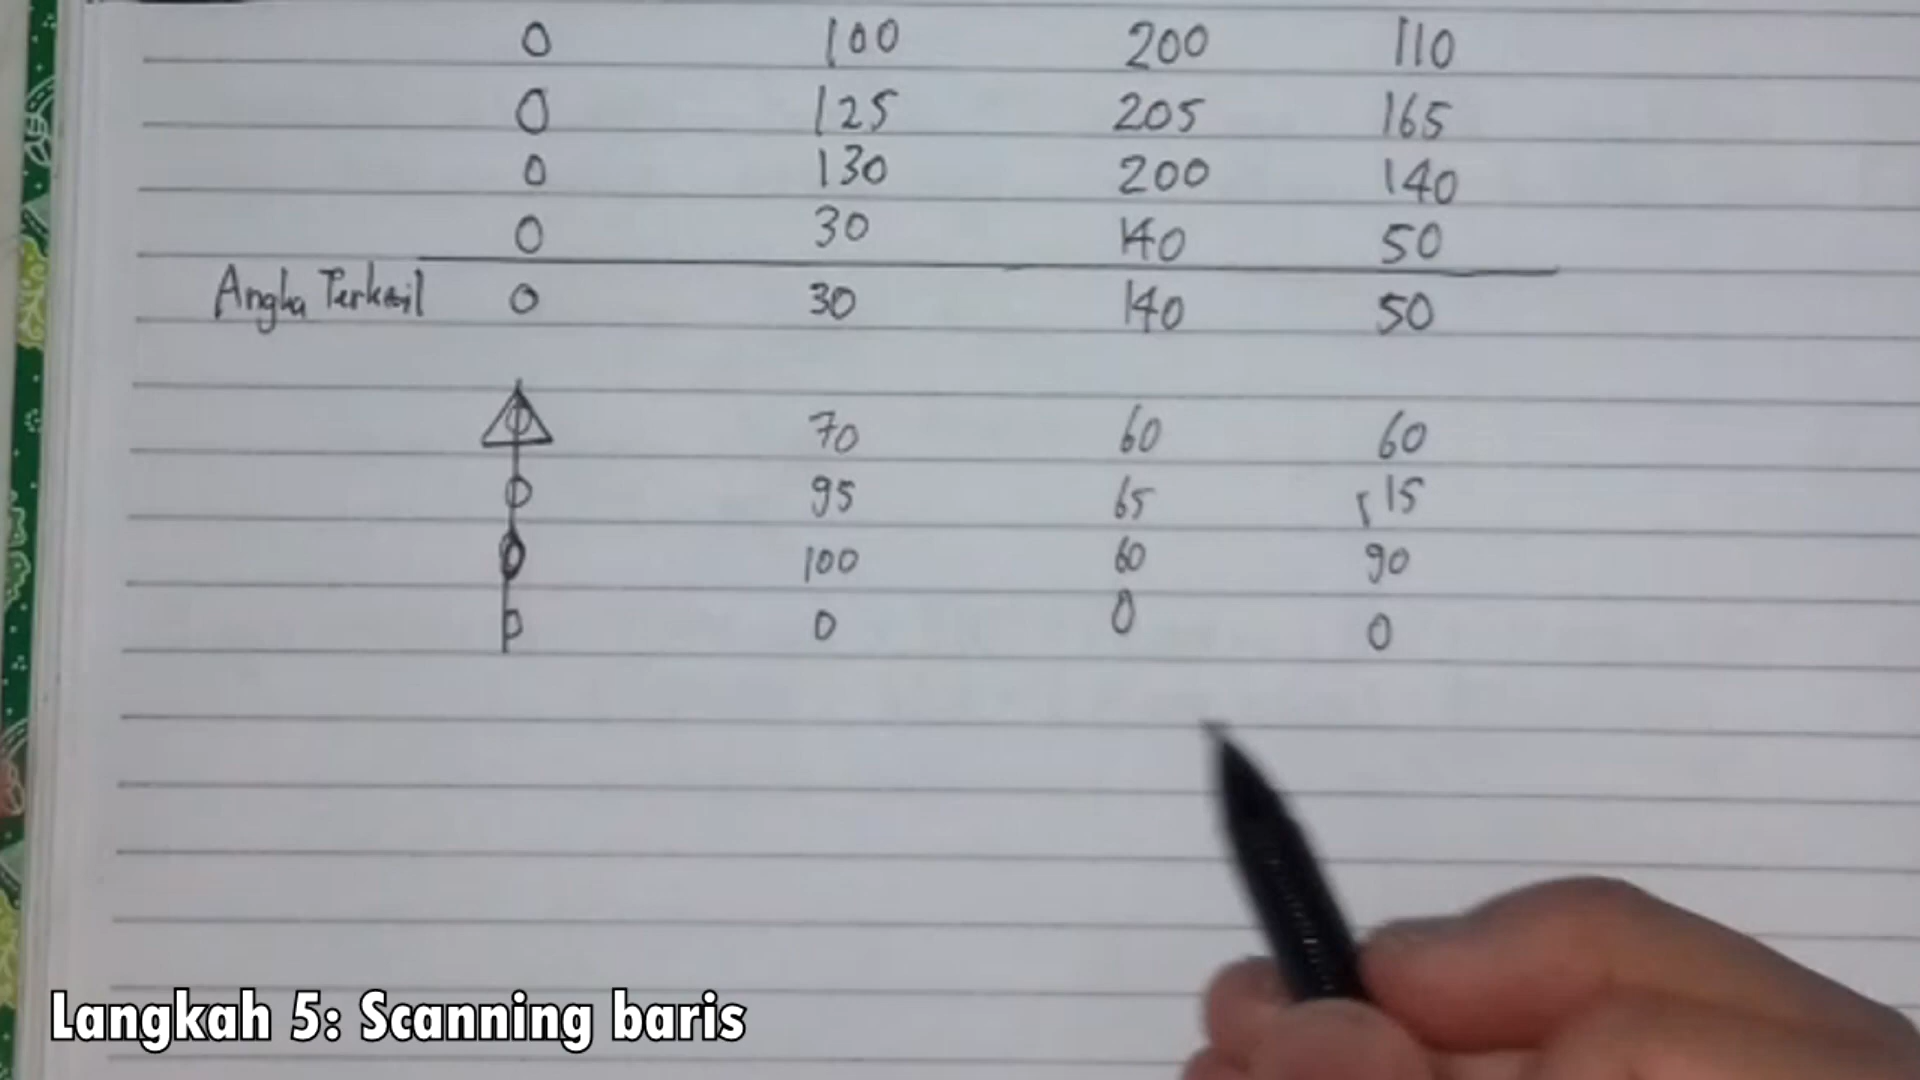 0 100 200 110
0 125 205 165
0 130 200 140
0 30 140 50
Angka Terkecil 0 30 140 50
0 70 60 60
0 95 65 115
0 100 60 90
0 0 0 0
Langkah 5: Scanning baris